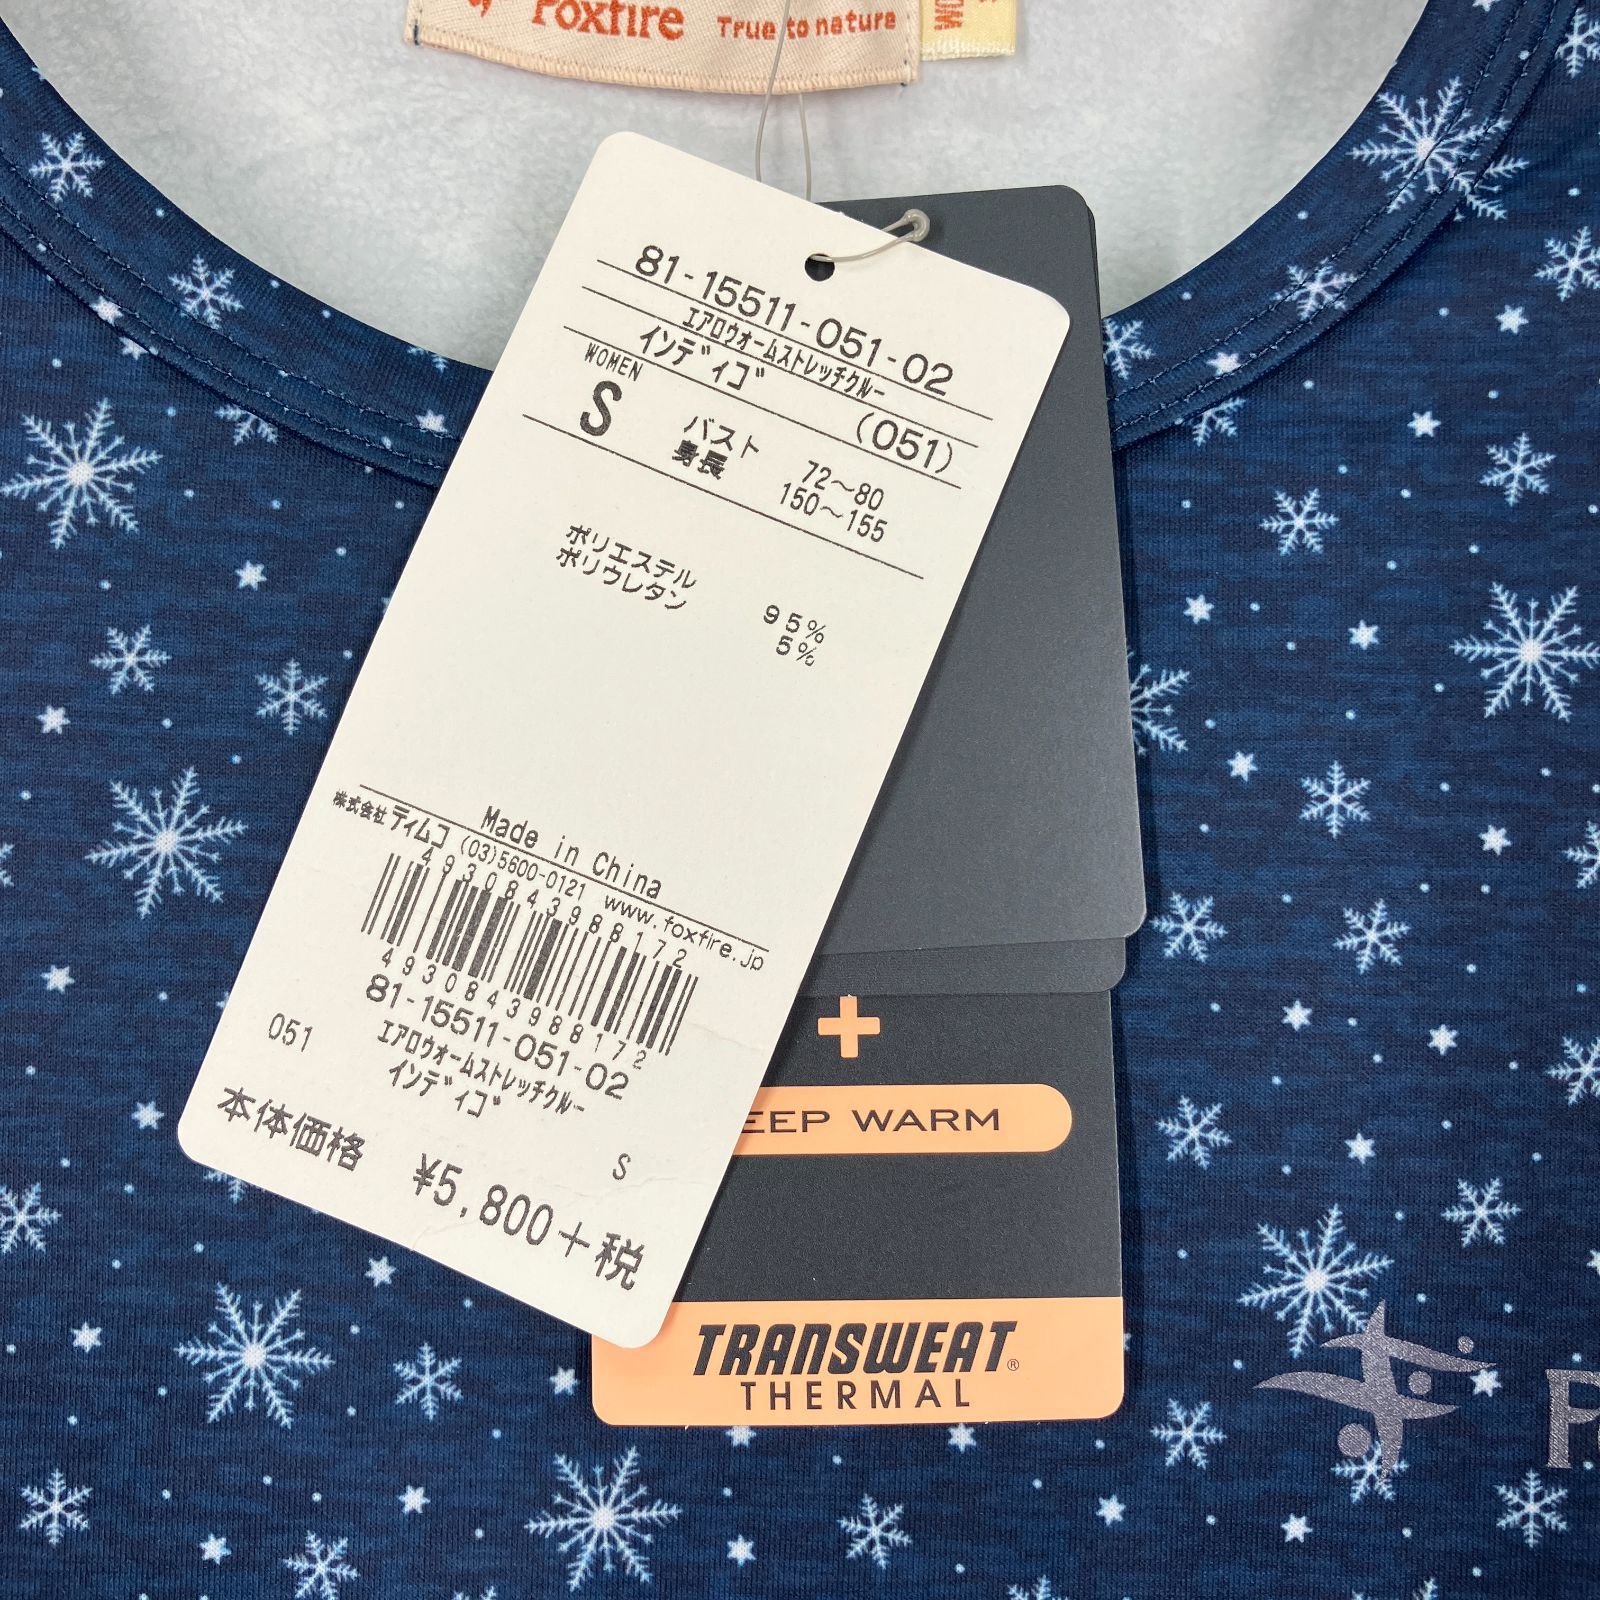 Foxfire True to nature
81-15511-051-02
エアロウォームストレッチクルー
インディゴ (051)
WOMEN
S
バスト 72～80
身長 150～155
ポリエステル 95%
ポリウレタン 5%
Made in China
株式会社ティムコ (03)5600-0121 www.foxfire.jp
4930843988172
4930843988172
81-15511-051-02
エアロウォームストレッチクルー
051 インディゴ
S
本体価格 ¥5,800+税
+
EEP WARM
TRANSWEAT®
THERMAL